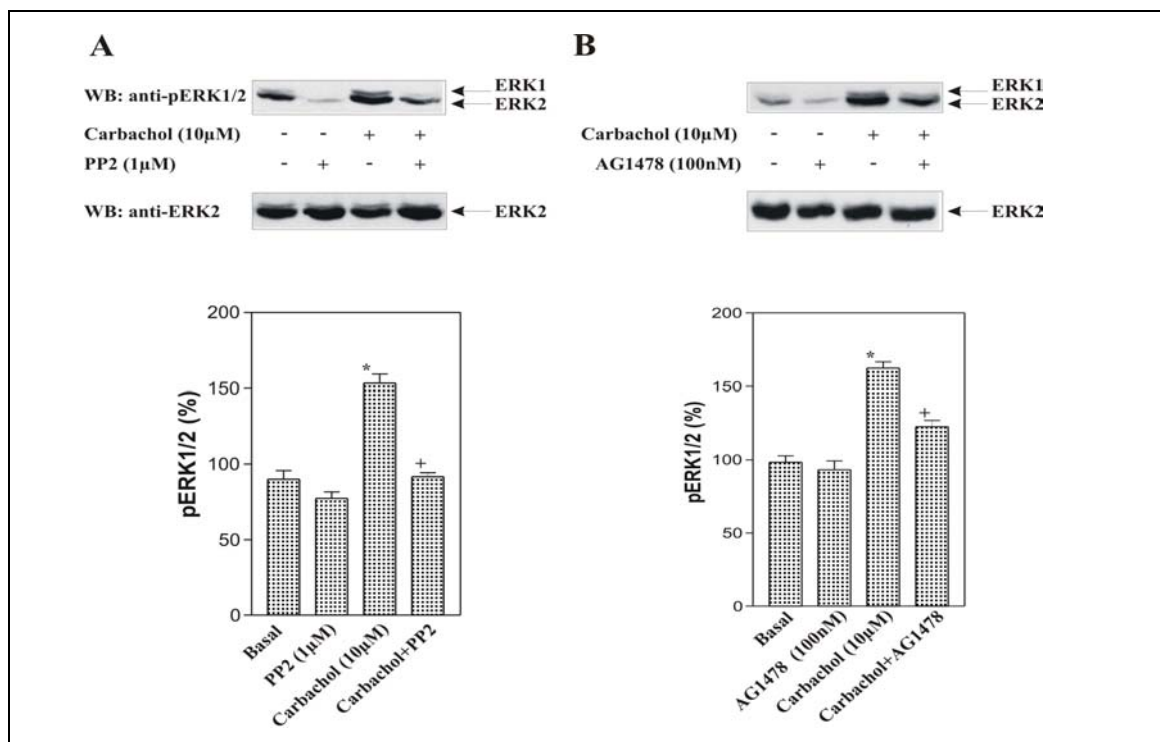 A
B
WB: anti-pERK1/2
ERK1
ERK2
ERK1
ERK2
Carbachol (10µM) - - + +
PP2 (1µM) - + - +
Carbachol (10µM) - - + +
AG1478 (100nM) - + - +
WB: anti-ERK2
ERK2
ERK2
pERK1/2 (%)
200
150
100
50
0
*
+
Basal
PP2 (1µM)
Carbachol (10µM)
Carbachol+PP2
pERK1/2 (%)
200
150
100
50
0
*
+
Basal
AG1478 (100nM)
Carbachol (10µM)
Carbachol+AG1478